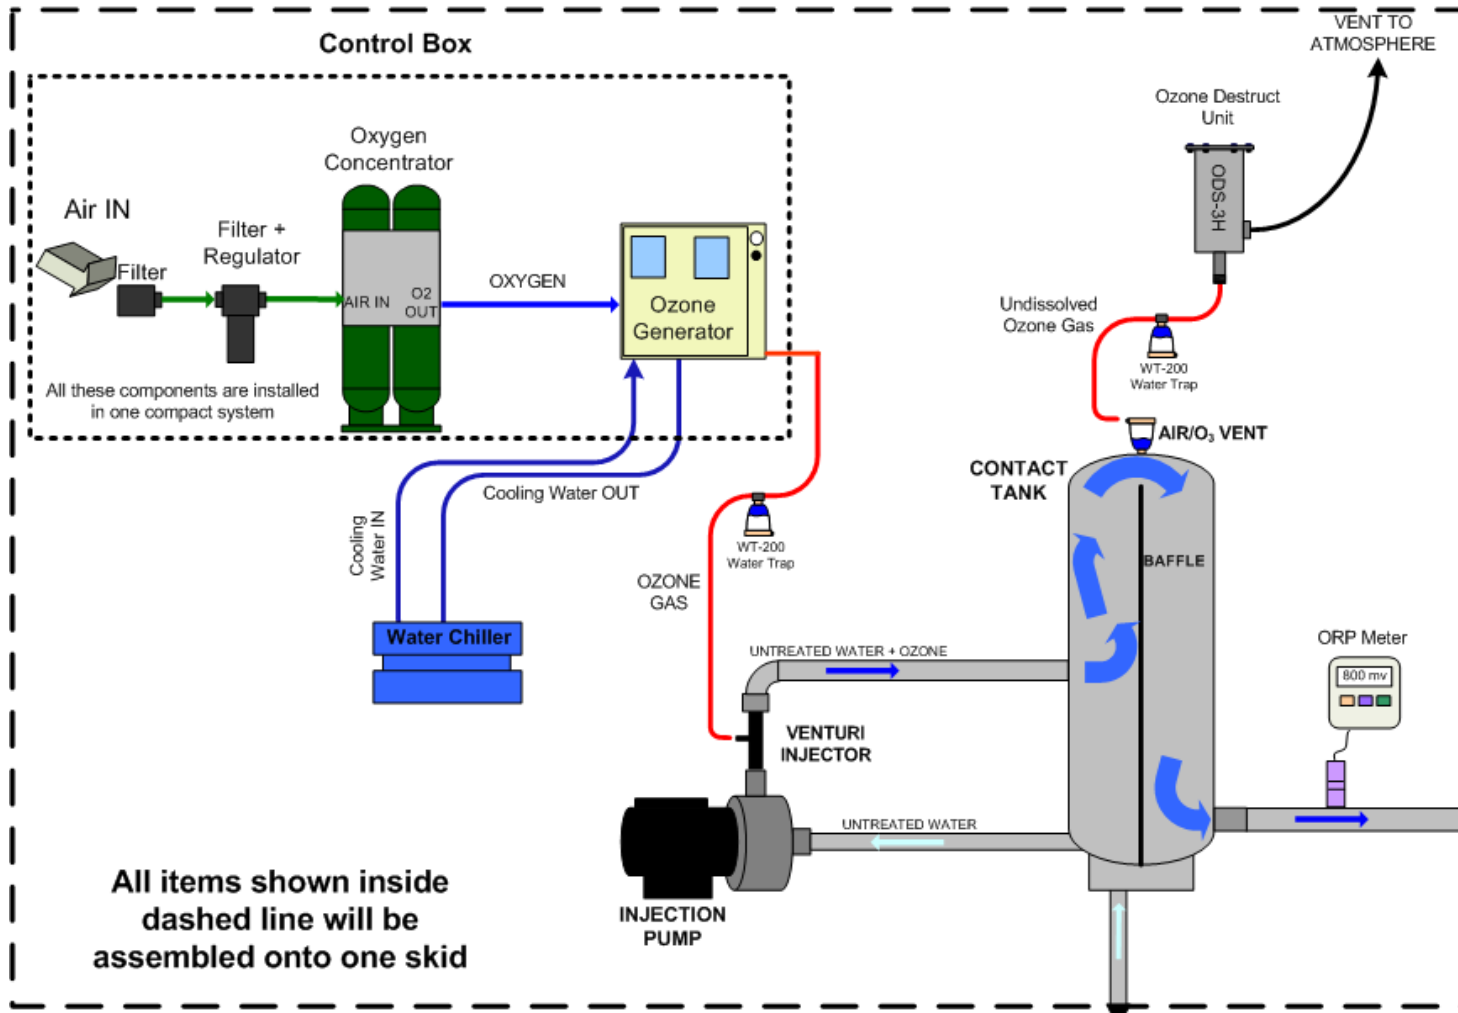 VENT TO
ATMOSPHERE
Control Box
Ozone Destruct
Unit
ODS-3H
Oxygen
Concentrator
Air IN
Filter
Filter +
Regulator
AIR IN
O2
OUT
OXYGEN
Ozone
Generator
All these components are installed
in one compact system
Undissolved
Ozone Gas
WT-200
Water Trap
AIR/O₃ VENT
CONTACT
TANK
BAFFLE
Cooling Water OUT
Cooling
Water IN
WT-200
Water Trap
OZONE
GAS
Water Chiller
UNTREATED WATER + OZONE
ORP Meter
800 mv
VENTURI
INJECTOR
UNTREATED WATER
INJECTION
PUMP
All items shown inside
dashed line will be
assembled onto one skid